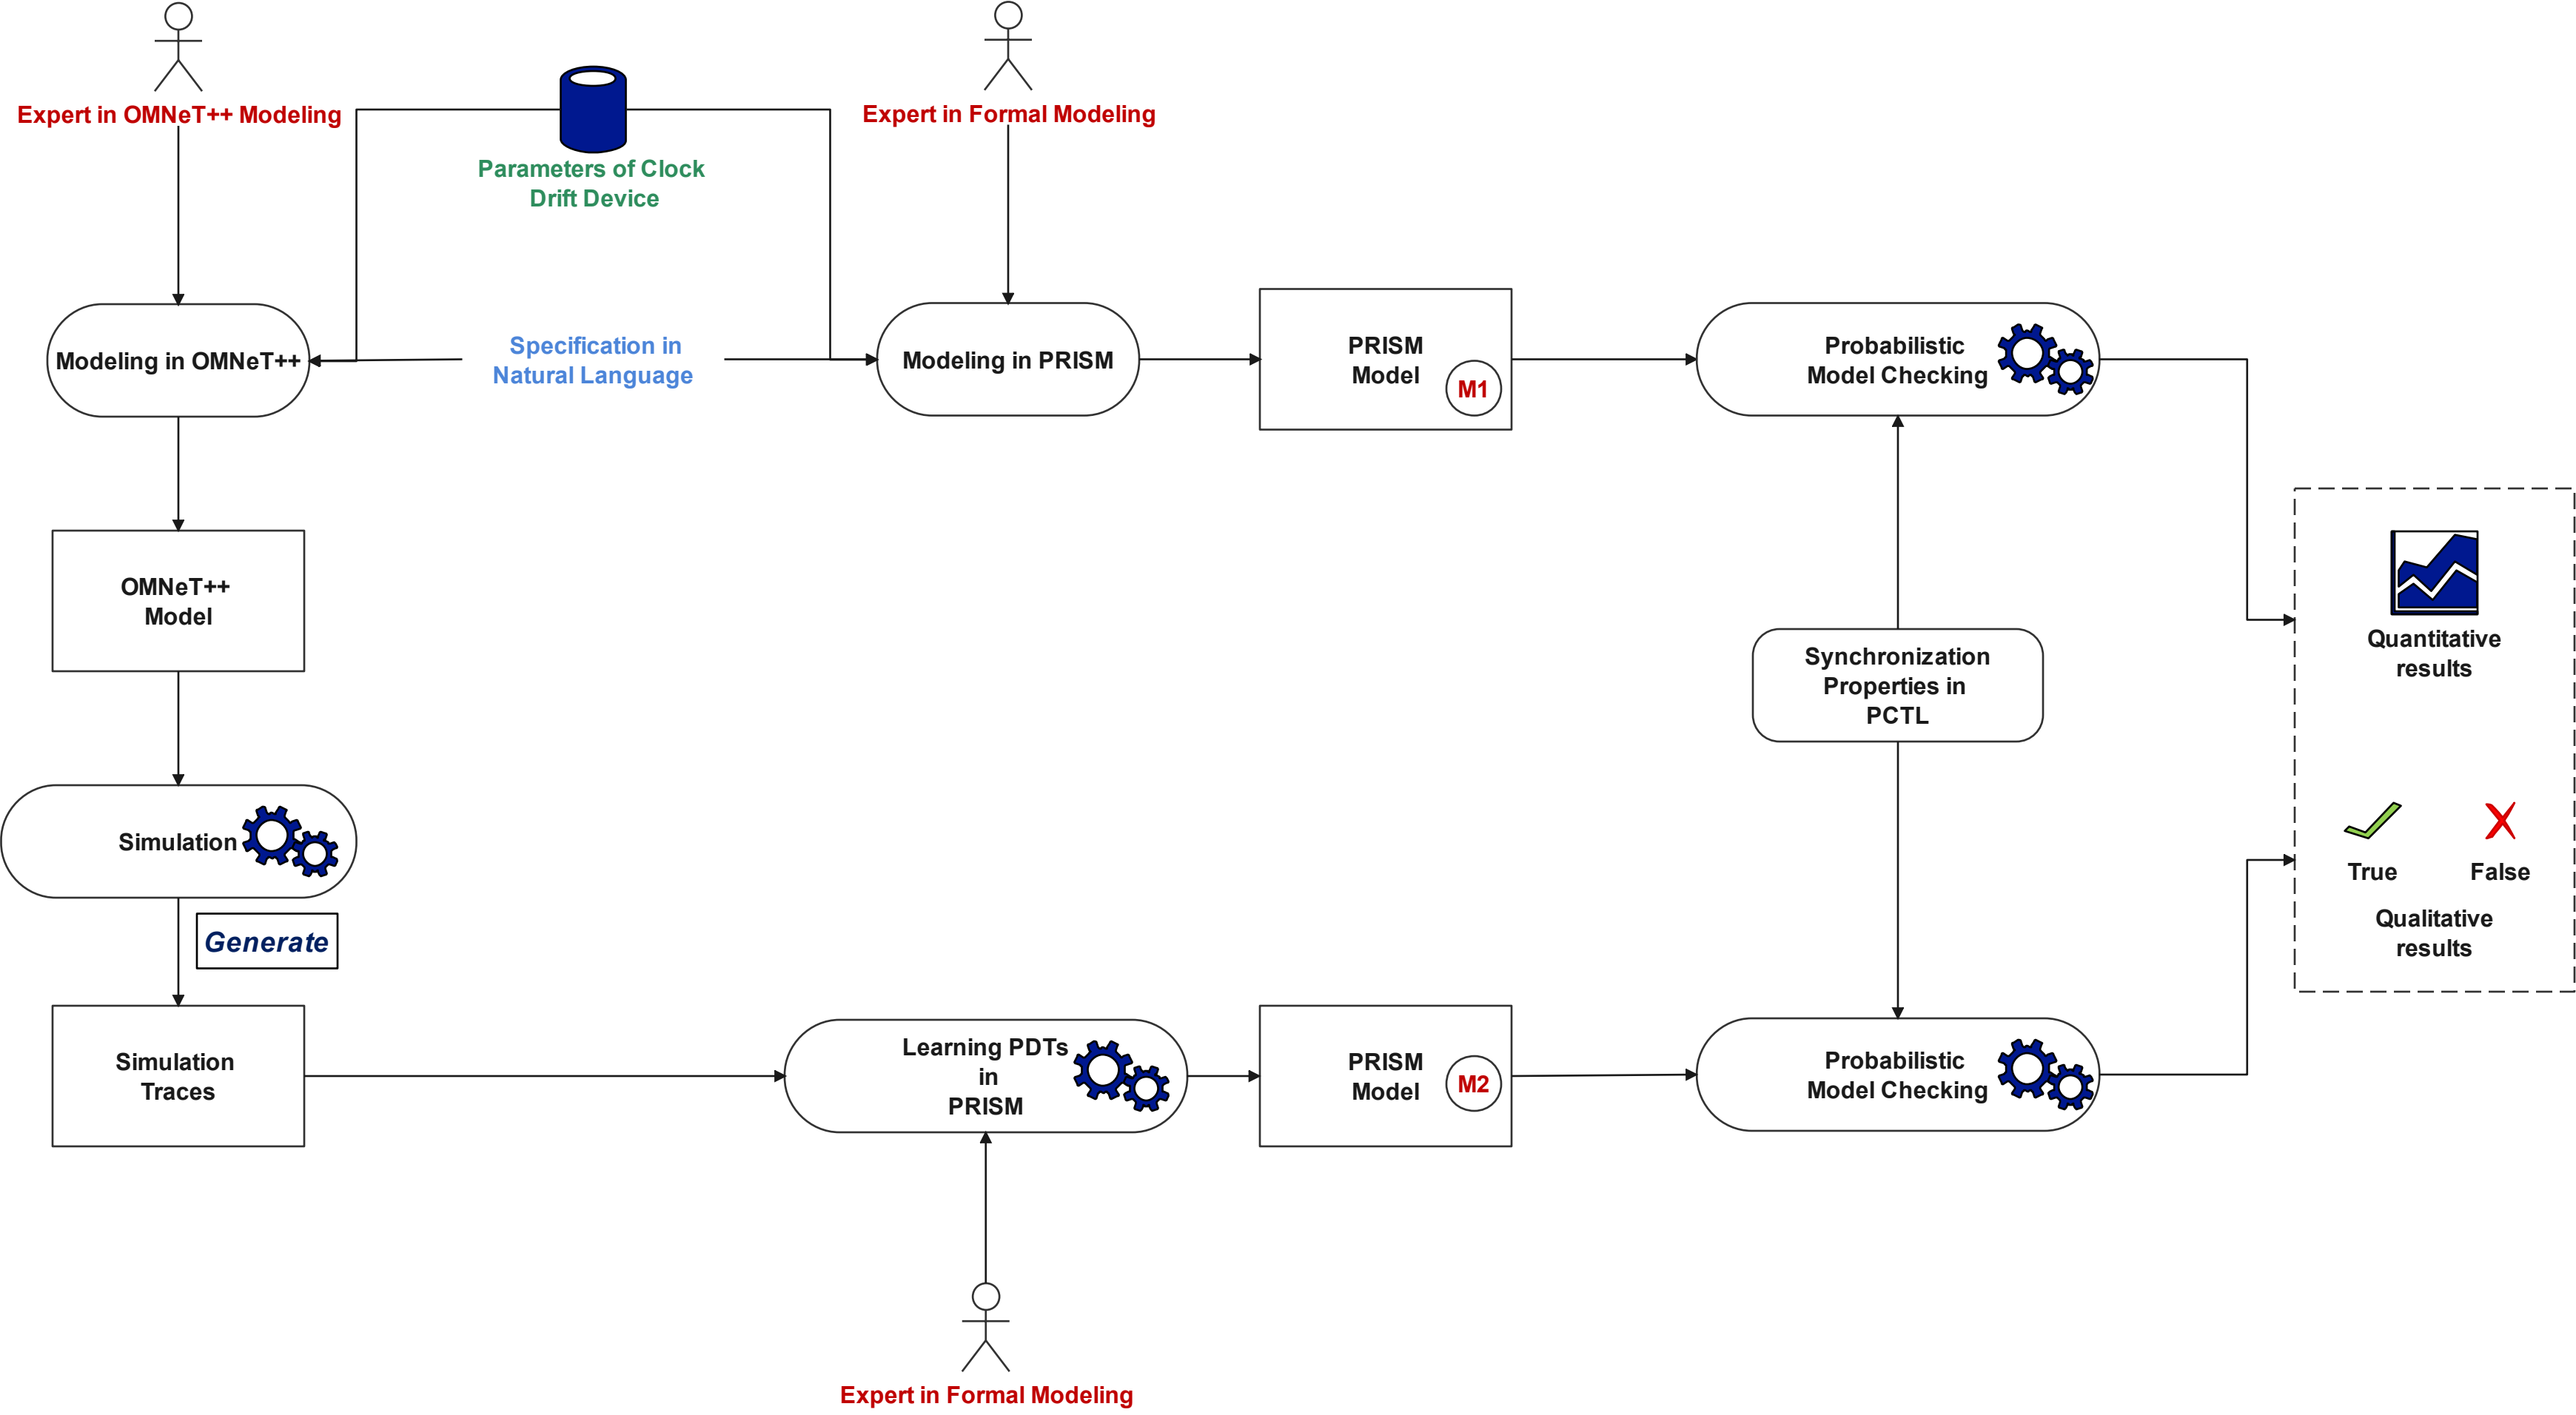 Expert in OMNeT++ Modeling
Expert in Formal Modeling
Parameters of Clock
Drift Device
Modeling in OMNeT++
Specification in
Natural Language
Modeling in PRISM
PRISM
Model
M1
Probabilistic
Model Checking
OMNeT++
Model
Synchronization
Properties in
PCTL
Quantitative
results
Simulation
True
False
Qualitative
results
Generate
Simulation
Traces
Learning PDTs
in
PRISM
PRISM
Model
M2
Probabilistic
Model Checking
Expert in Formal Modeling